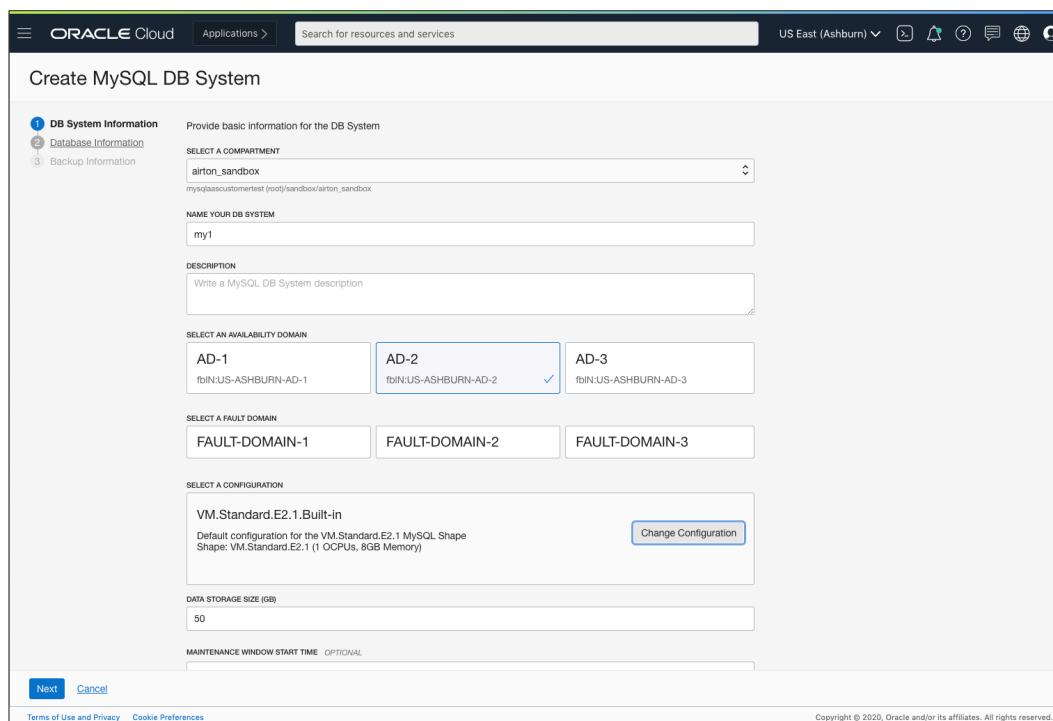 ORACLE Cloud
Applications
Search for resources and services
US East (Ashburn)
Create MySQL DB System
1 DB System Information
2 Database Information
3 Backup Information
Provide basic information for the DB System
SELECT A COMPARTMENT
airton_sandbox
mysqlaascustomertest (root)/sandbox/airton_sandbox
NAME YOUR DB SYSTEM
my1
DESCRIPTION
Write a MySQL DB System description
SELECT AN AVAILABILITY DOMAIN
AD-1
fblN:US-ASHBURN-AD-1
AD-2
fblN:US-ASHBURN-AD-2
AD-3
fblN:US-ASHBURN-AD-3
SELECT A FAULT DOMAIN
FAULT-DOMAIN-1
FAULT-DOMAIN-2
FAULT-DOMAIN-3
SELECT A CONFIGURATION
VM.Standard.E2.1.Built-in
Default configuration for the VM.Standard.E2.1 MySQL Shape
Shape: VM.Standard.E2.1 (1 OCPUs, 8GB Memory)
Change Configuration
DATA STORAGE SIZE (GB)
50
MAINTENANCE WINDOW START TIME OPTIONAL
Next Cancel
Terms of Use and Privacy Cookie Preferences
Copyright © 2020, Oracle and/or its affiliates. All rights reserved.